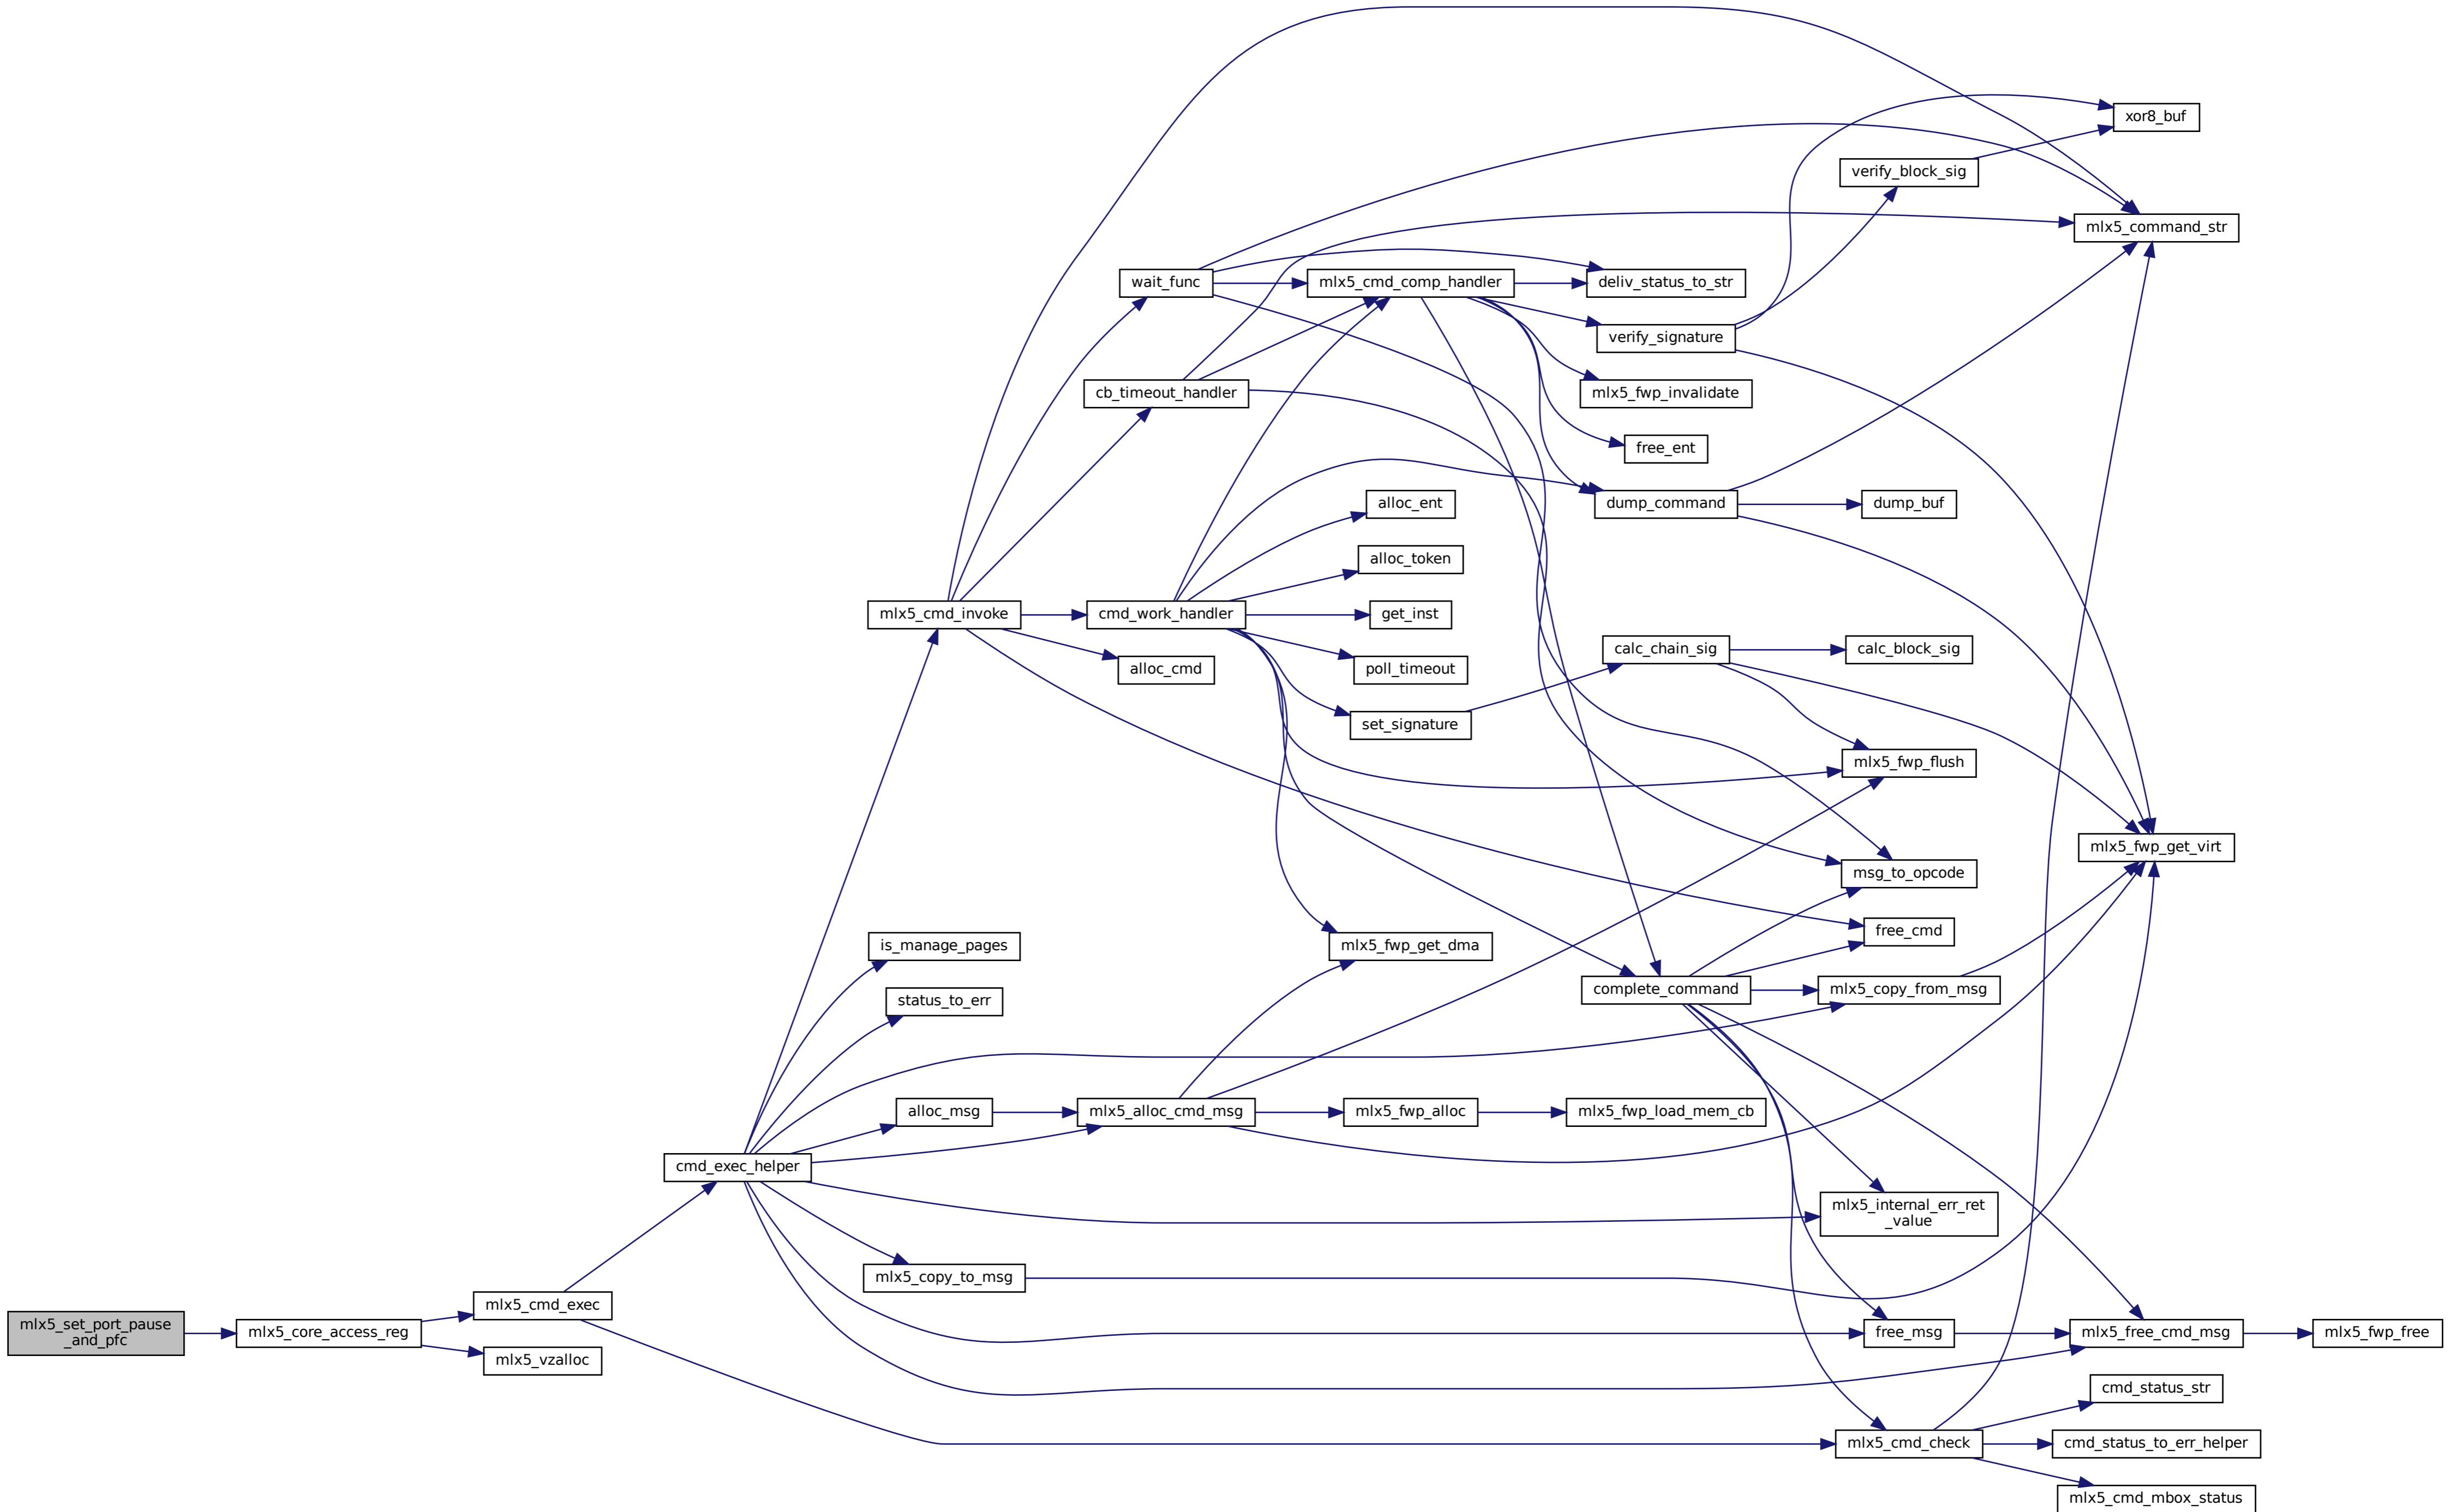 mlx5_set_port_pause
_and_pfc
mlx5_core_access_reg
mlx5_cmd_exec
mlx5_vzalloc
cmd_exec_helper
mlx5_cmd_invoke
is_manage_pages
status_to_err
alloc_msg
mlx5_copy_to_msg
wait_func
cb_timeout_handler
cmd_work_handler
alloc_cmd
mlx5_alloc_cmd_msg
mlx5_cmd_comp_handler
alloc_ent
alloc_token
get_inst
poll_timeout
set_signature
mlx5_fwp_get_dma
mlx5_fwp_alloc
deliv_status_to_str
verify_signature
mlx5_fwp_invalidate
free_ent
dump_command
calc_chain_sig
complete_command
mlx5_fwp_load_mem_cb
verify_block_sig
dump_buf
calc_block_sig
mlx5_fwp_flush
msg_to_opcode
free_cmd
mlx5_copy_from_msg
mlx5_internal_err_ret
_value
free_msg
mlx5_cmd_check
xor8_buf
mlx5_command_str
mlx5_fwp_get_virt
mlx5_free_cmd_msg
cmd_status_str
cmd_status_to_err_helper
mlx5_cmd_mbox_status
mlx5_fwp_free